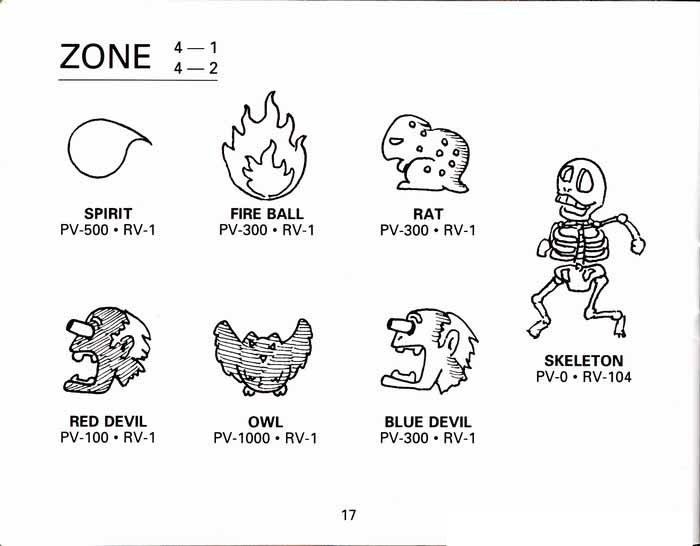 ZONE 4 — 1
4 — 2
SPIRIT
PV-500 • RV-1
FIRE BALL
PV-300 • RV-1
RAT
PV-300 • RV-1
SKELETON
PV-0 • RV-104
RED DEVIL
PV-100 • RV-1
OWL
PV-1000 • RV-1
BLUE DEVIL
PV-300 • RV-1
17